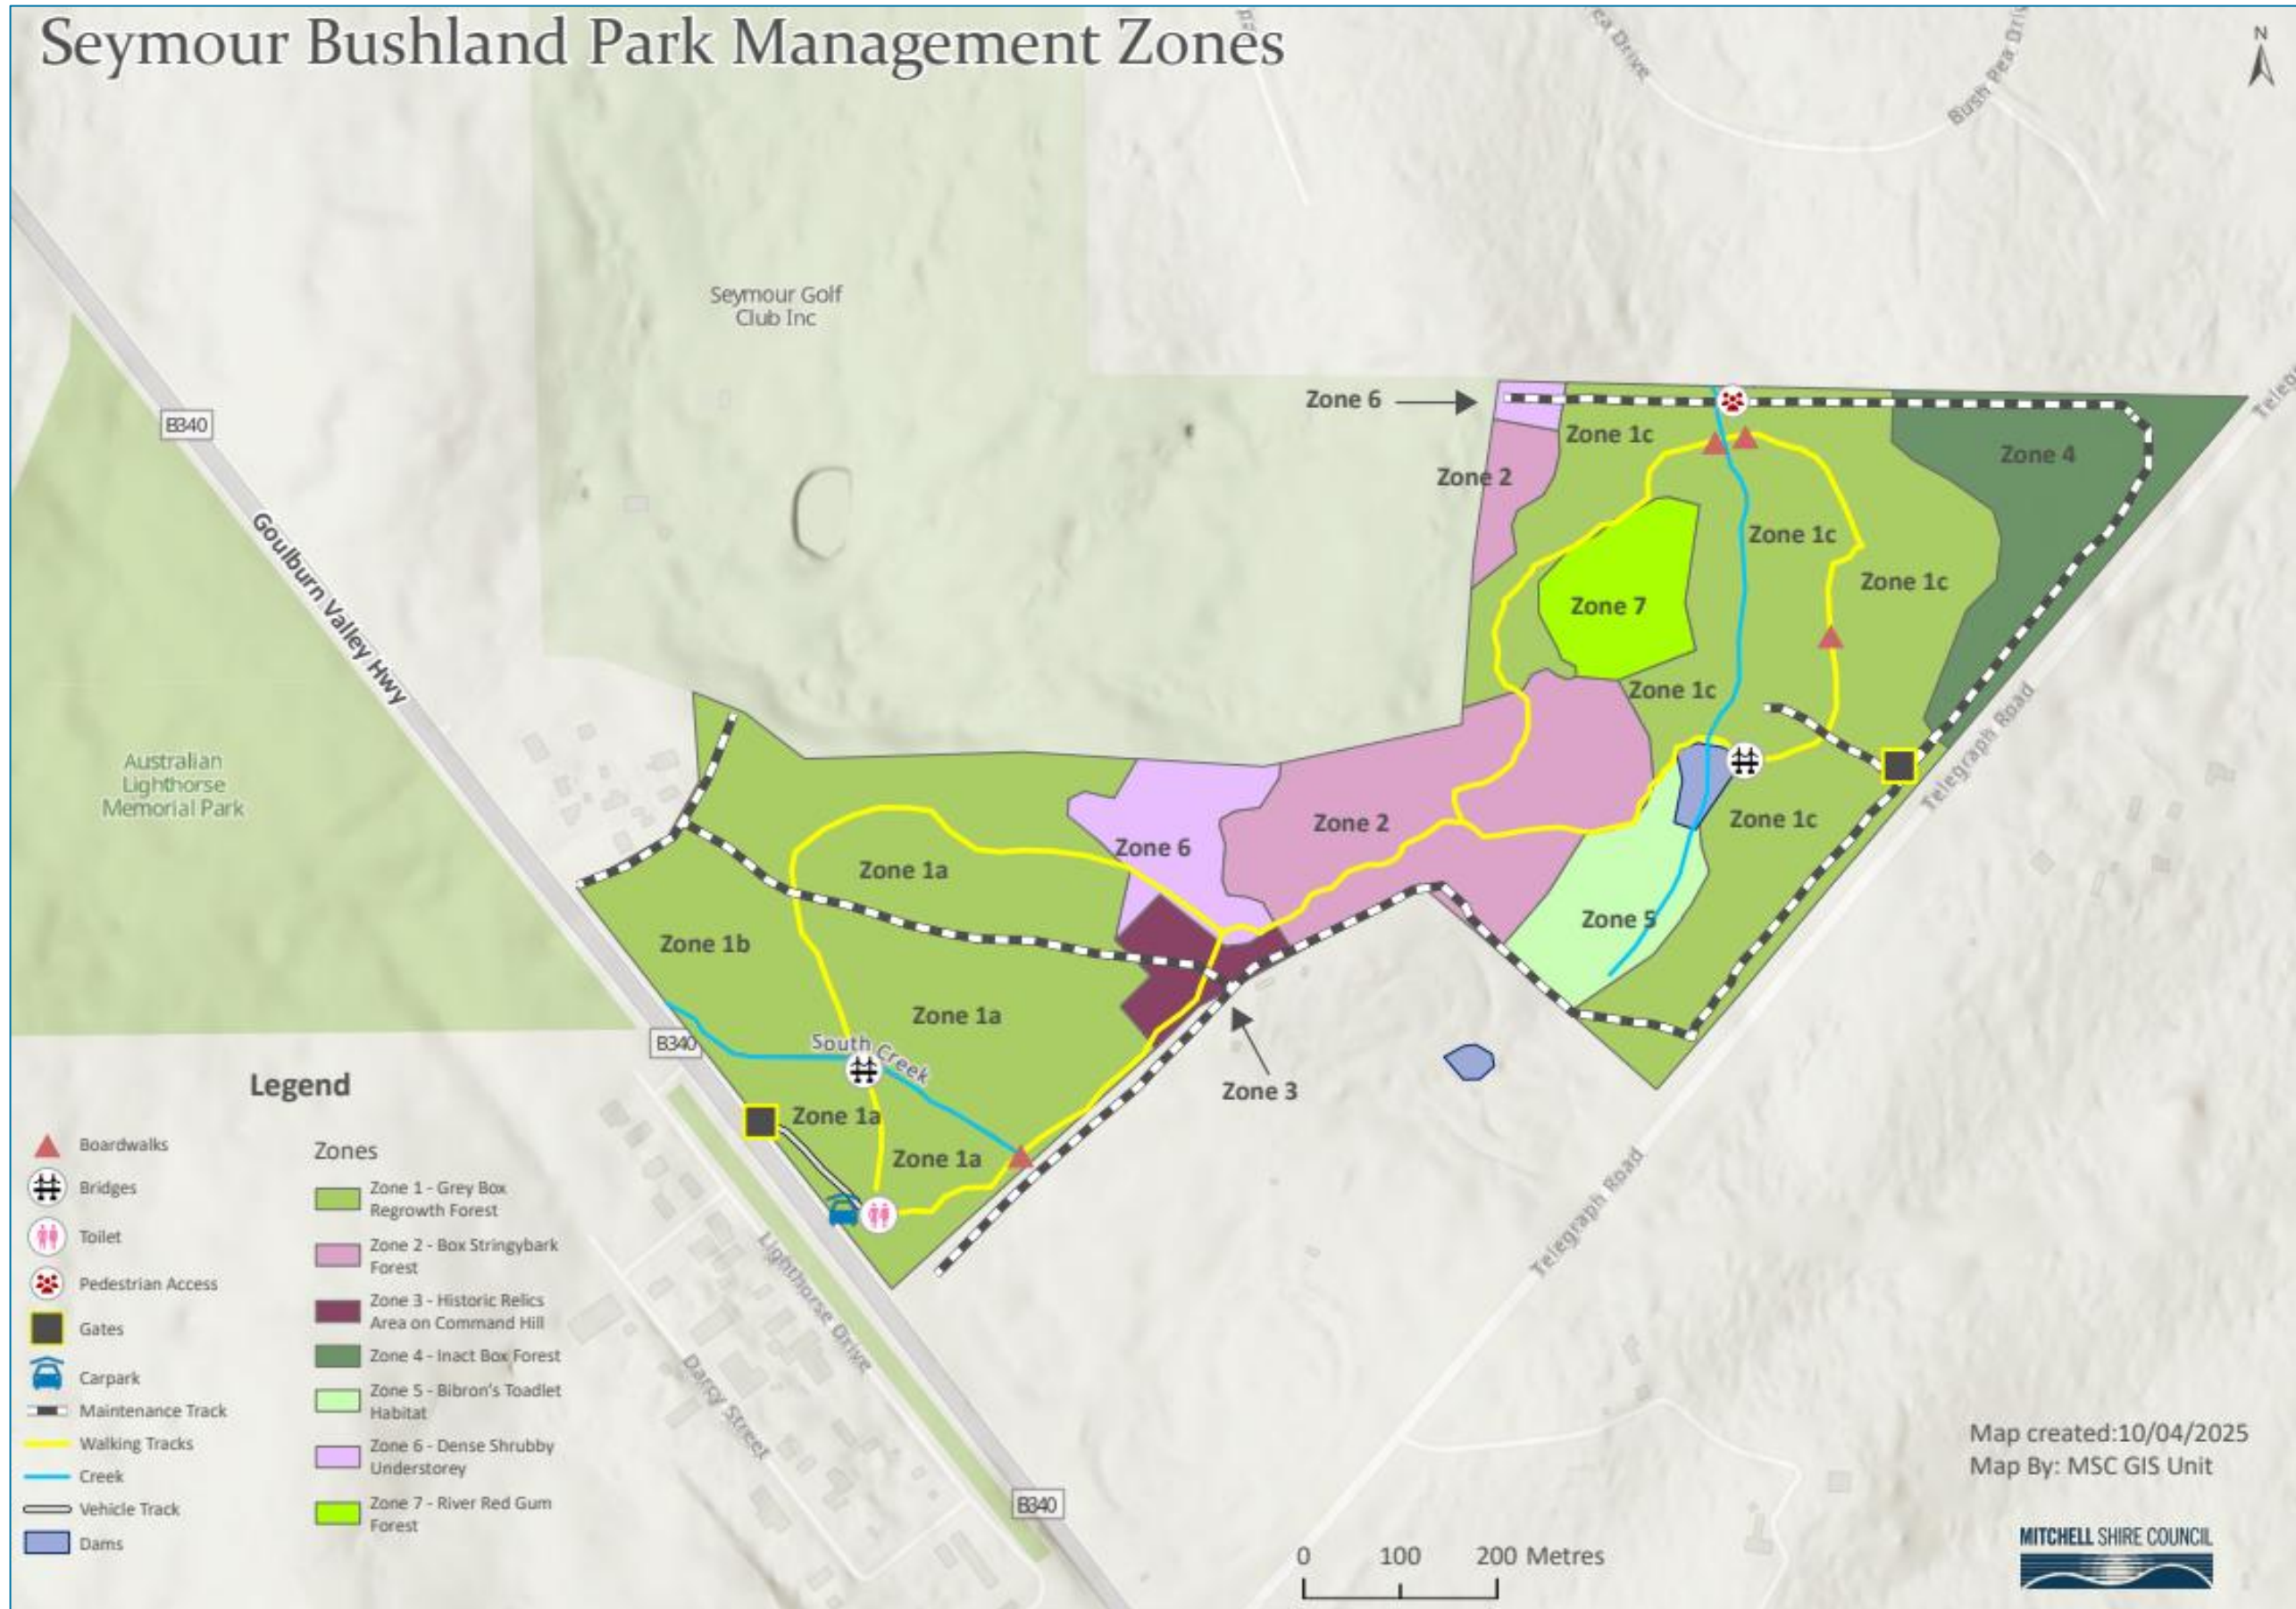 Seymour Bushland Park Management Zones
N
Bush Pea Drive
Seymour Golf
Club Inc
B340
Goulburn Valley Hwy
Zone 6
Zone 1c
Zone 4
Zone 2
Zone 1c
Zone 1c
Zone 7
Zone 1c
Telegraph Road
Australian
Lighthorse
Memorial Park
Zone 2
Zone 1c
Zone 6
Zone 1a
Zone 5
Zone 1b
Zone 1a
South Creek
B340
Zone 3
Zone 1a
Zone 1a
Telegraph Road
Lighthorse Drive
Darcy Street
B340
Legend
Boardwalks
Bridges
Toilet
Pedestrian Access
Gates
Carpark
Maintenance Track
Walking Tracks
Creek
Vehicle Track
Dams
Zones
Zone 1 - Grey Box
Regrowth Forest
Zone 2 - Box Stringybark
Forest
Zone 3 - Historic Relics
Area on Command Hill
Zone 4 - Inact Box Forest
Zone 5 - Bibron's Toadlet
Habitat
Zone 6 - Dense Shrubby
Understorey
Zone 7 - River Red Gum
Forest
0 100 200 Metres
Map created:10/04/2025
Map By: MSC GIS Unit
MITCHELL SHIRE COUNCIL